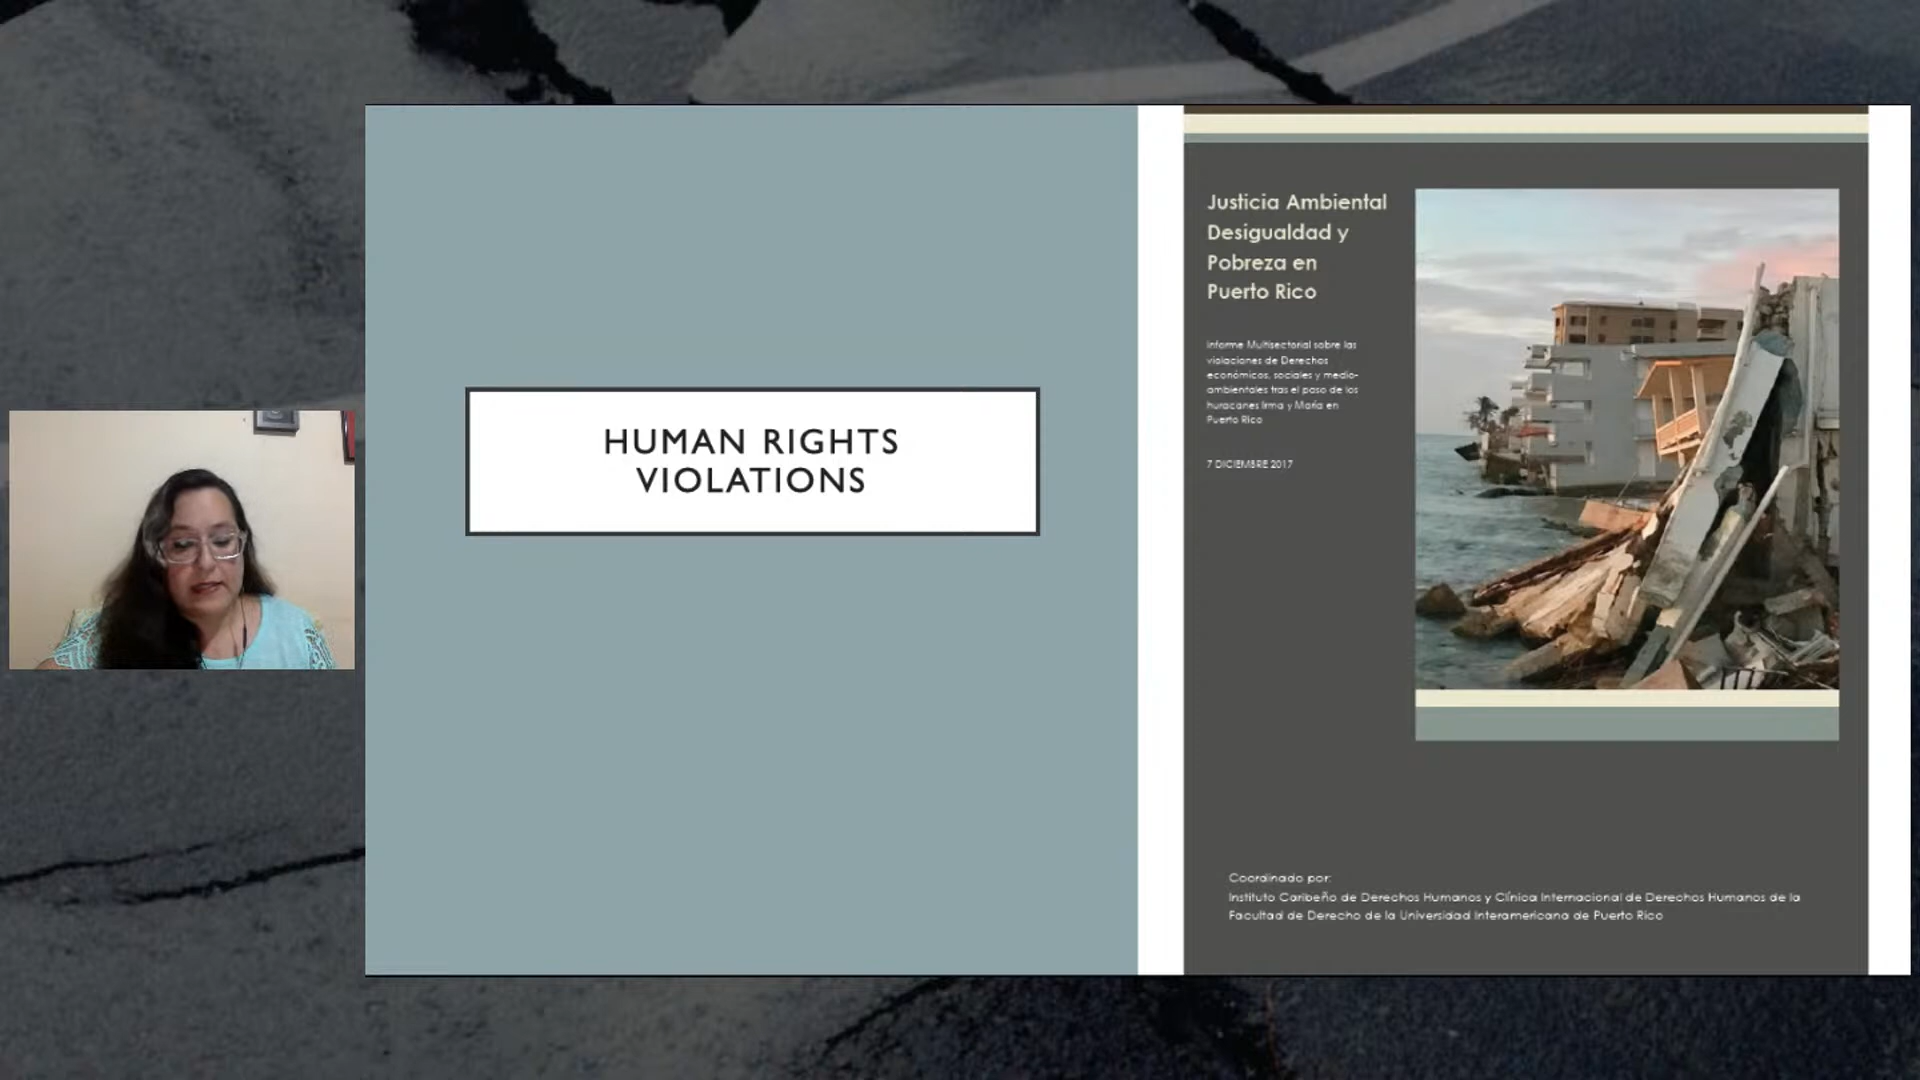 HUMAN RIGHTS
VIOLATIONS
Justicia Ambiental
Desigualdad y
Pobreza en
Puerto Rico
Informe Multisectorial sobre las
violaciones de Derechos
económicos, sociales y medio-
ambientales tras el paso de los
huracanes Irma y María en
Puerto Rico
7 DICIEMBRE 2017
Coordinado por:
Instituto Caribeño de Derechos Humanos y Clínica Internacional de Derechos Humanos de la
Facultad de Derecho de la Universidad Interamericana de Puerto Rico